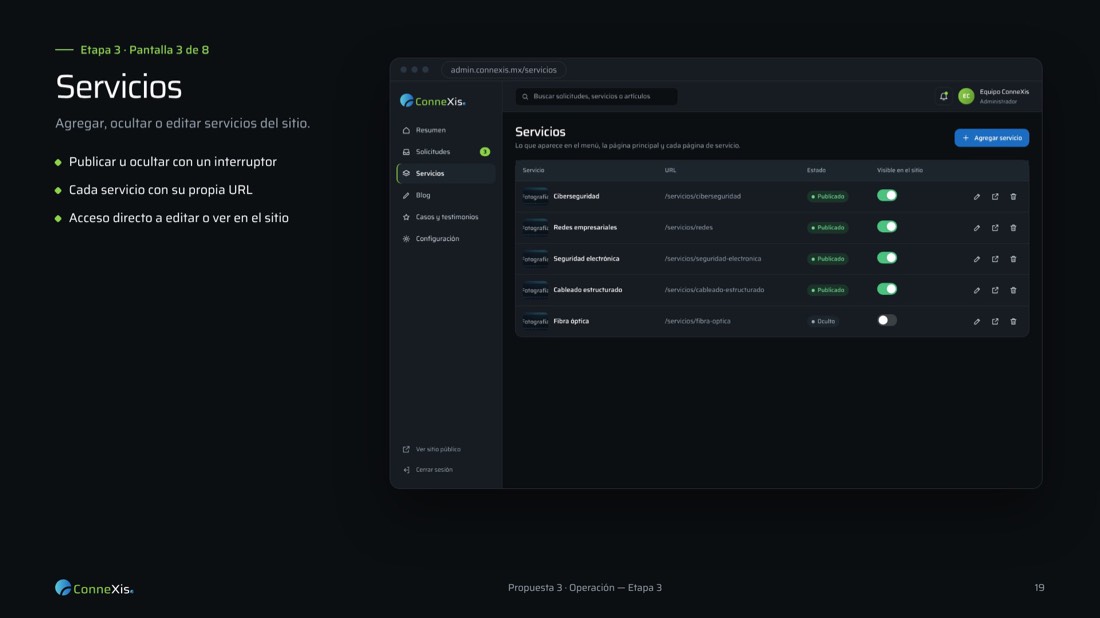 Etapa 3 · Pantalla 3 de 8
Servicios
Agregar, ocultar o editar servicios del sitio.
Publicar u ocultar con un interruptor
Cada servicio con su propia URL
Acceso directo a editar o ver en el sitio
admin.connexis.mx/servicios
ConneXis
Buscar solicitudes, servicios o artículos
EC
Equipo ConneXis
Administrador
Resumen
Solicitudes 3
Servicios
Blog
Casos y testimonios
Configuración
Ver sitio público
Cerrar sesión
Servicios
Lo que aparece en el menú, la página principal y cada página de servicio.
+ Agregar servicio
Servicio URL Estado Visible en el sitio
Fotografí Ciberseguridad /servicios/ciberseguridad Publicado
Fotografí Redes empresariales /servicios/redes Publicado
Fotografí Seguridad electrónica /servicios/seguridad-electronica Publicado
Fotografí Cableado estructurado /servicios/cableado-estructurado Publicado
Fotografí Fibra óptica /servicios/fibra-optica Oculto
ConneXis
Propuesta 3 · Operación — Etapa 3
19